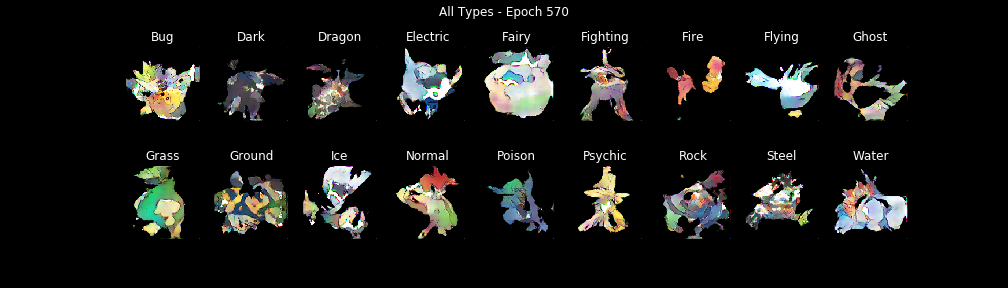 All Types - Epoch 570
Bug Dark Dragon Electric Fairy Fighting Fire Flying Ghost
Grass Ground Ice Normal Poison Psychic Rock Steel Water